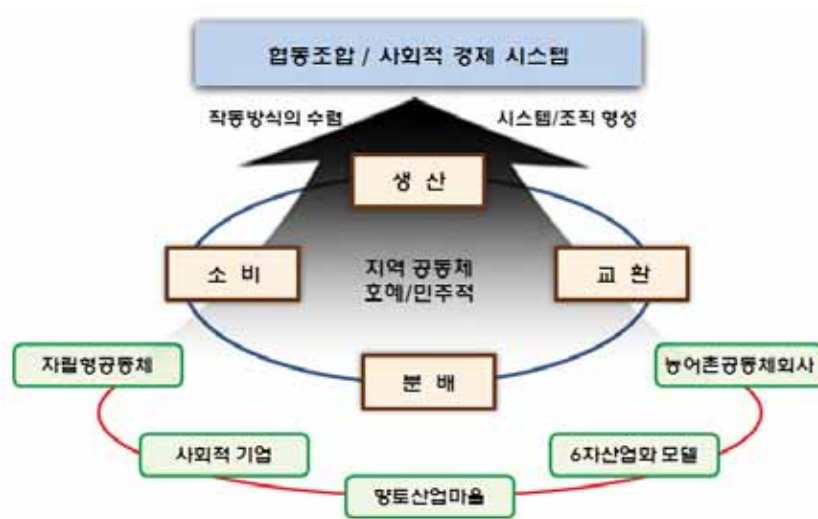 협동조합 / 사회적 경제 시스템
작동방식의 수렴
시스템/조직 형성
생 산
소 비
지역 공동체
호혜/민주적
교 환
분 배
자립형공동체
농어촌공동체회사
사회적 기업
6차산업화 모델
향토산업마을